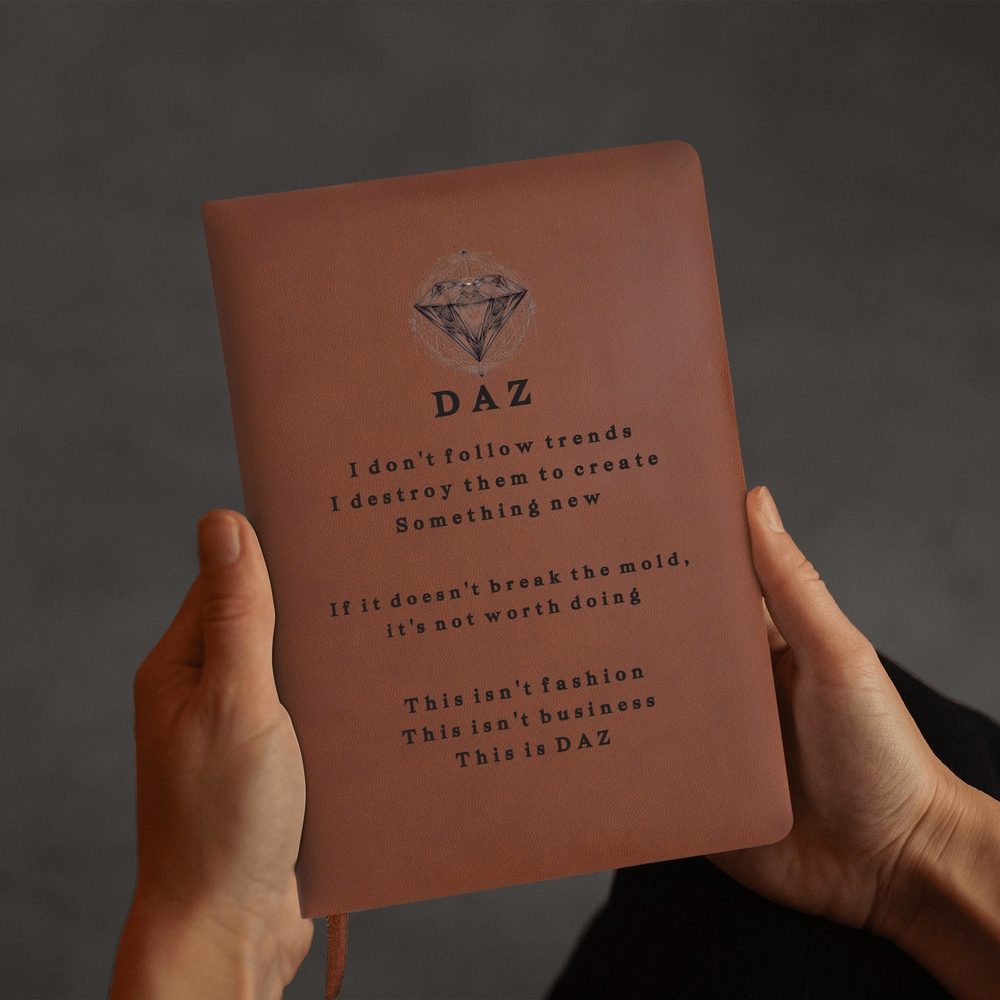 DAZ
I don't follow trends
I destroy them to create
Something new
If it doesn't break the mold,
it's not worth doing
This isn't fashion
This isn't business
This is DAZ